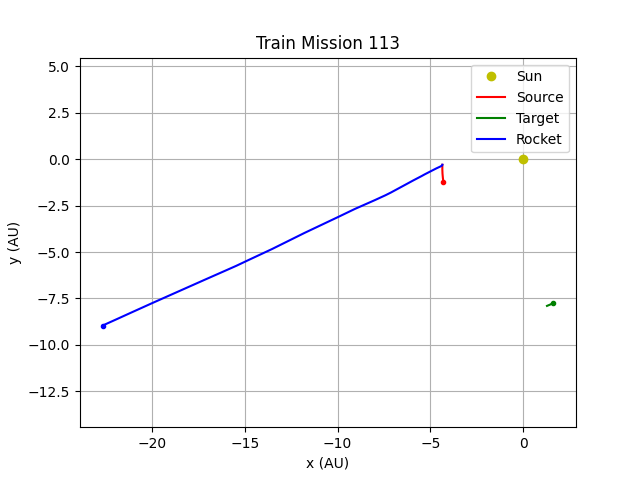 Train Mission 113
Sun
Source
Target
Rocket
5.0
2.5
0.0
−2.5
−5.0
−7.5
−10.0
−12.5
y (AU)
−20
−15
−10
−5
0
x (AU)